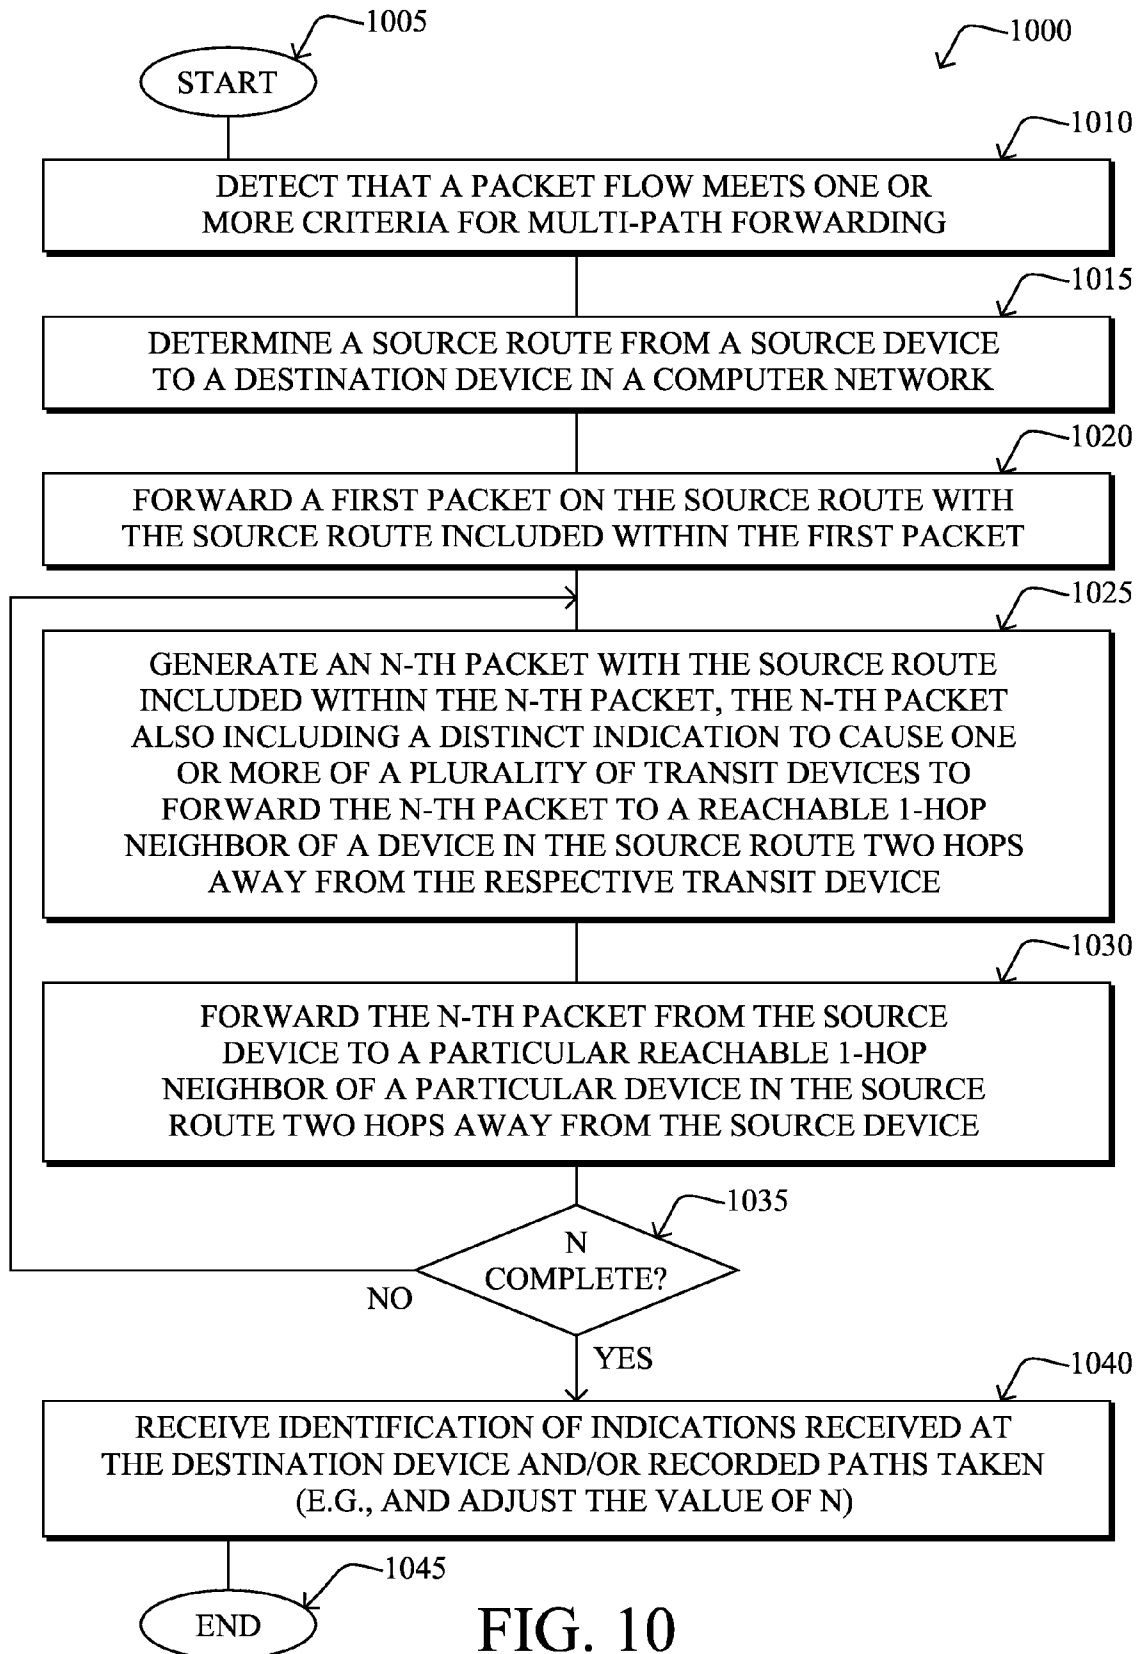 1005
1000
START
1010
DETECT THAT A PACKET FLOW MEETS ONE OR
MORE CRITERIA FOR MULTI-PATH FORWARDING
1015
DETERMINE A SOURCE ROUTE FROM A SOURCE DEVICE
TO A DESTINATION DEVICE IN A COMPUTER NETWORK
1020
FORWARD A FIRST PACKET ON THE SOURCE ROUTE WITH
THE SOURCE ROUTE INCLUDED WITHIN THE FIRST PACKET
1025
GENERATE AN N-TH PACKET WITH THE SOURCE ROUTE
INCLUDED WITHIN THE N-TH PACKET, THE N-TH PACKET
ALSO INCLUDING A DISTINCT INDICATION TO CAUSE ONE
OR MORE OF A PLURALITY OF TRANSIT DEVICES TO
FORWARD THE N-TH PACKET TO A REACHABLE 1-HOP
NEIGHBOR OF A DEVICE IN THE SOURCE ROUTE TWO HOPS
AWAY FROM THE RESPECTIVE TRANSIT DEVICE
1030
FORWARD THE N-TH PACKET FROM THE SOURCE
DEVICE TO A PARTICULAR REACHABLE 1-HOP
NEIGHBOR OF A PARTICULAR DEVICE IN THE SOURCE
ROUTE TWO HOPS AWAY FROM THE SOURCE DEVICE
1035
N
COMPLETE?
NO
YES
1040
RECEIVE IDENTIFICATION OF INDICATIONS RECEIVED AT
THE DESTINATION DEVICE AND/OR RECORDED PATHS TAKEN
(E.G., AND ADJUST THE VALUE OF N)
1045
END
FIG. 10